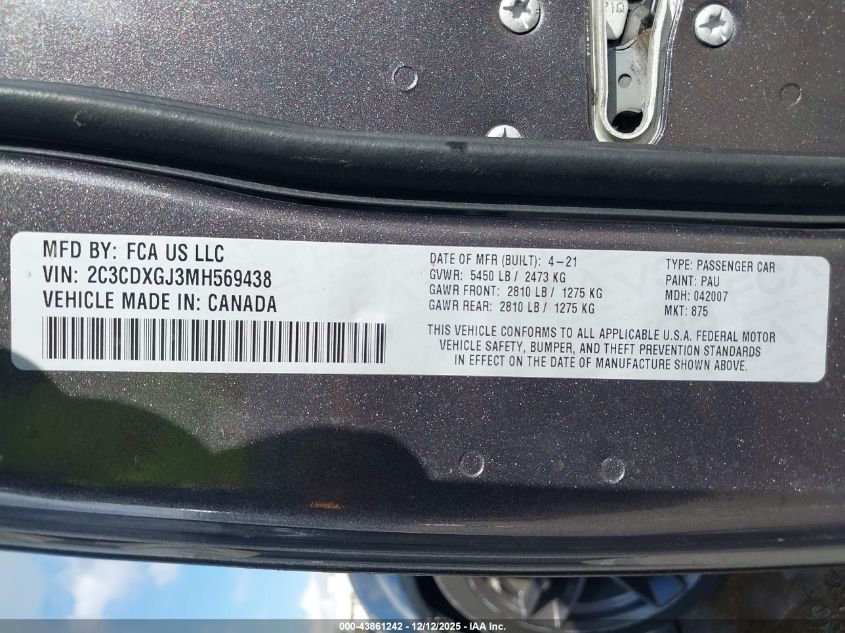 MFD BY: FCA US LLC
VIN: 2C3CDXGJ3MH569438
VEHICLE MADE IN: CANADA
DATE OF MFR (BUILT): 4-21
GVWR: 5450 LB / 2473 KG
GAWR FRONT: 2810 LB / 1275 KG
GAWR REAR: 2810 LB / 1275 KG
TYPE: PASSENGER CAR
PAINT: PAU
MDH: 042007
MKT: 875
THIS VEHICLE CONFORMS TO ALL APPLICABLE U.S.A. FEDERAL MOTOR
VEHICLE SAFETY, BUMPER, AND THEFT PREVENTION STANDARDS
IN EFFECT ON THE DATE OF MANUFACTURE SHOWN ABOVE.
000-43861242 - 12/12/2025 - IAA Inc.